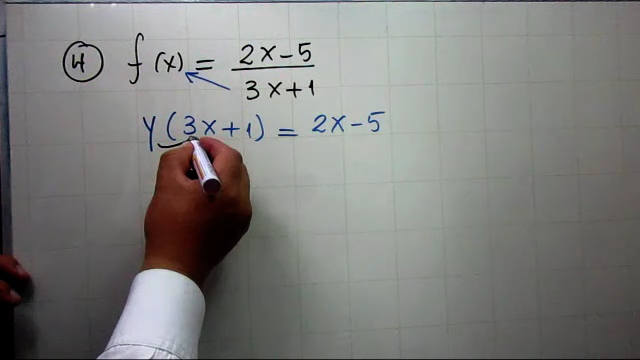 4 f(x) = (2x-5)/(3x+1)
y(3x+1) = 2x-5